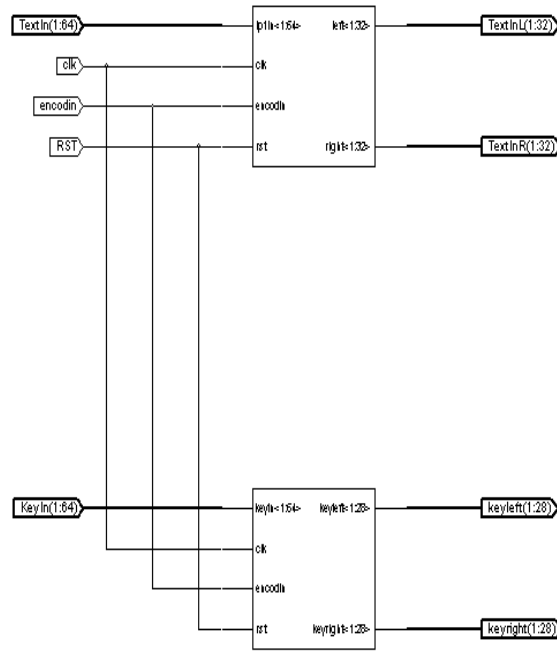 TextIn(1:64) ip1in<1:64> left<1:32> TextInL(1:32)
clk clk
encodin encodin
RST rst right<1:32> TextInR(1:32)
KeyIn(1:64) keyin<1:64> keyleft<1:28> keyleft(1:28)
clk
encodin
rst keyright<1:28> keyright(1:28)